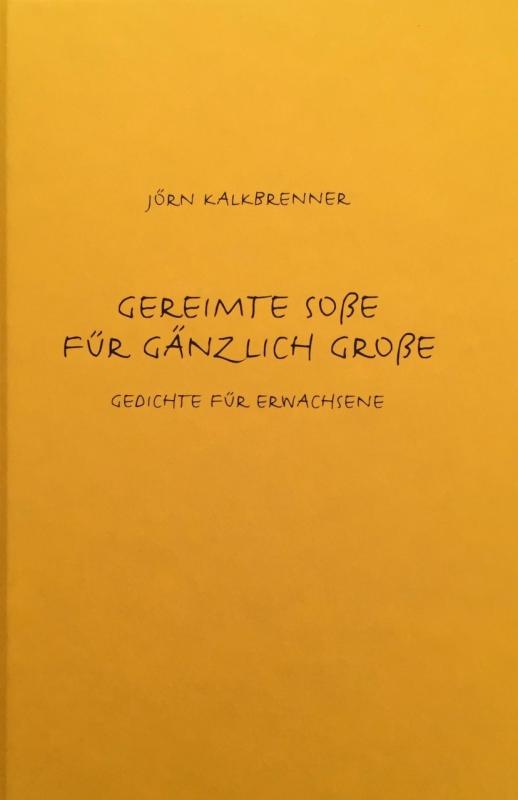 JÖRN KALKBRENNER
GEREIMTE SOßE
FÜR GÄNZLICH GROßE
GEDICHTE FÜR ERWACHSENE